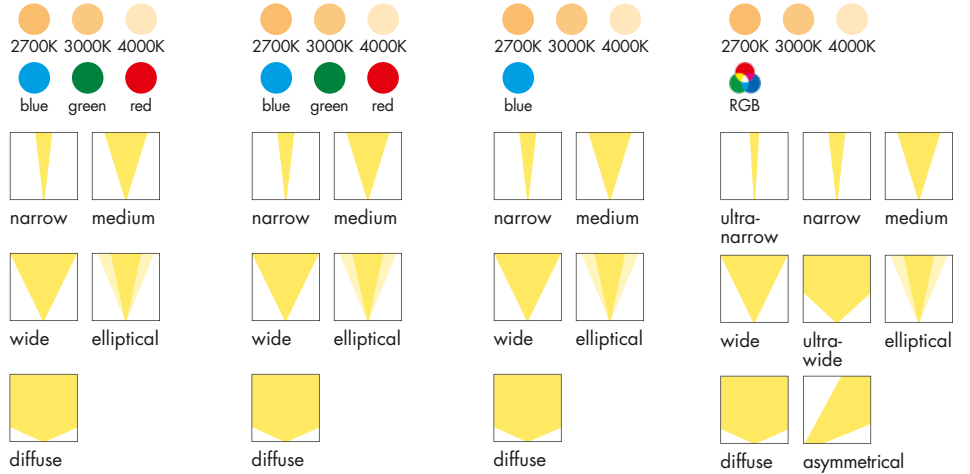 2700K 3000K 4000K
blue green red
narrow medium
wide elliptical
diffuse
2700K 3000K 4000K
blue green red
narrow medium
wide elliptical
diffuse
2700K 3000K 4000K
blue
narrow medium
wide elliptical
diffuse
2700K 3000K 4000K
RGB
ultra-
narrow
narrow medium
wide
ultra-
wide
elliptical
diffuse asymmetrical